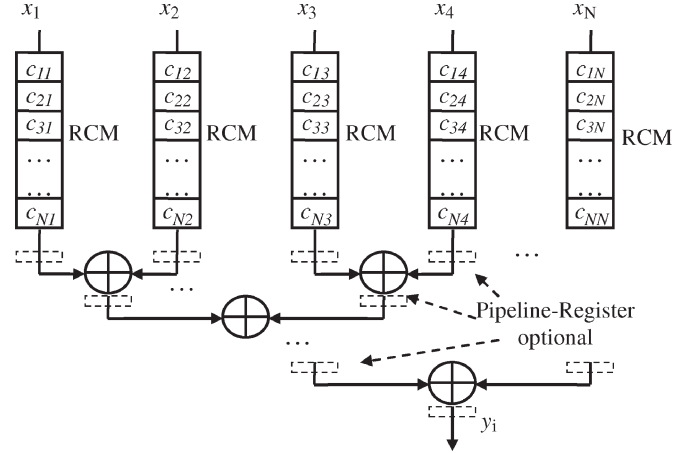 x1 x2 x3 x4 xN
c11 c12 c13 c14 c1N
c21 c22 c23 c24 c2N
c31 RCM c32 RCM c33 RCM c34 RCM c3N RCM
... ... ... ... ...
... ... ... ... ...
cN1 cN2 cN3 cN4 cNN
...
...
Pipeline-Register
optional
...
yi